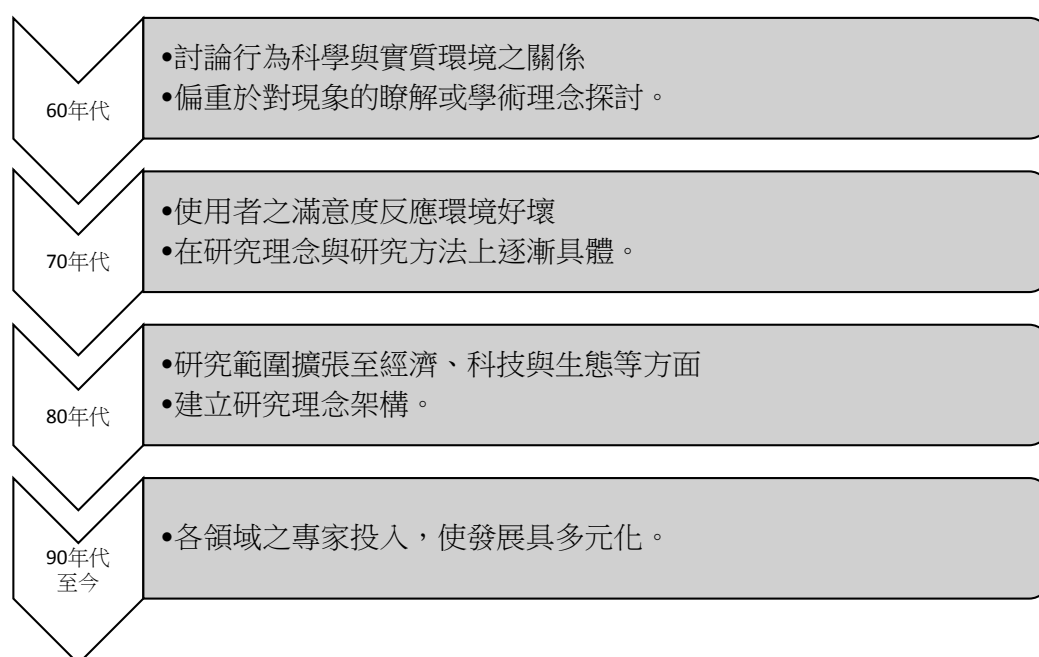 60年代
•討論行為科學與實質環境之關係
•偏重於對現象的瞭解或學術理念探討。
70年代
•使用者之滿意度反應環境好壞
•在研究理念與研究方法上逐漸具體。
80年代
•研究範圍擴張至經濟、科技與生態等方面
•建立研究理念架構。
90年代
至今
•各領域之專家投入，使發展具多元化。